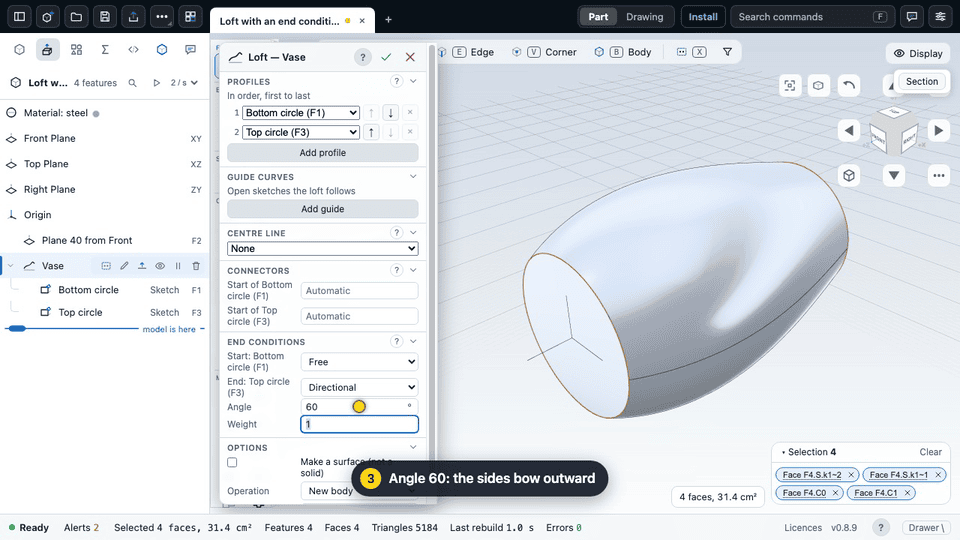 Loft with an end conditi...
Part
Drawing
Install
Search commands
F
Loft w...
4 features
2 / s
Material: steel
Front Plane XY
Top Plane XZ
Right Plane ZY
Origin
Plane 40 from Front F2
Vase
Bottom circle Sketch F1
Top circle Sketch F3
model is here
Loft — Vase
?
PROFILES
?
In order, first to last
1 Bottom circle (F1)
2 Top circle (F3)
Add profile
GUIDE CURVES
Open sketches the loft follows
Add guide
CENTRE LINE
?
None
CONNECTORS
?
Start of Bottom
circle (F1)
Automatic
Start of Top
circle (F3)
Automatic
END CONDITIONS
?
Start: Bottom
circle (F1)
Free
End: Top circle
(F3)
Directional
Angle 60 °
Weight 1
OPTIONS
Make a surface (not a
solid)
Operation New body
E Edge
V Corner
B Body
X
Display
Section
3 Angle 60: the sides bow outward
Selection 4
Clear
Face F4.S.k1~2
Face F4.S.k1~1
Face F4.C0
Face F4.C1
4 faces, 31.4 cm²
Ready
Alerts 2
Selected 4 faces, 31.4 cm²
Features 4
Faces 4
Triangles 5184
Last rebuild 1.0 s
Errors 0
Licences
v0.8.9
?
Drawer \